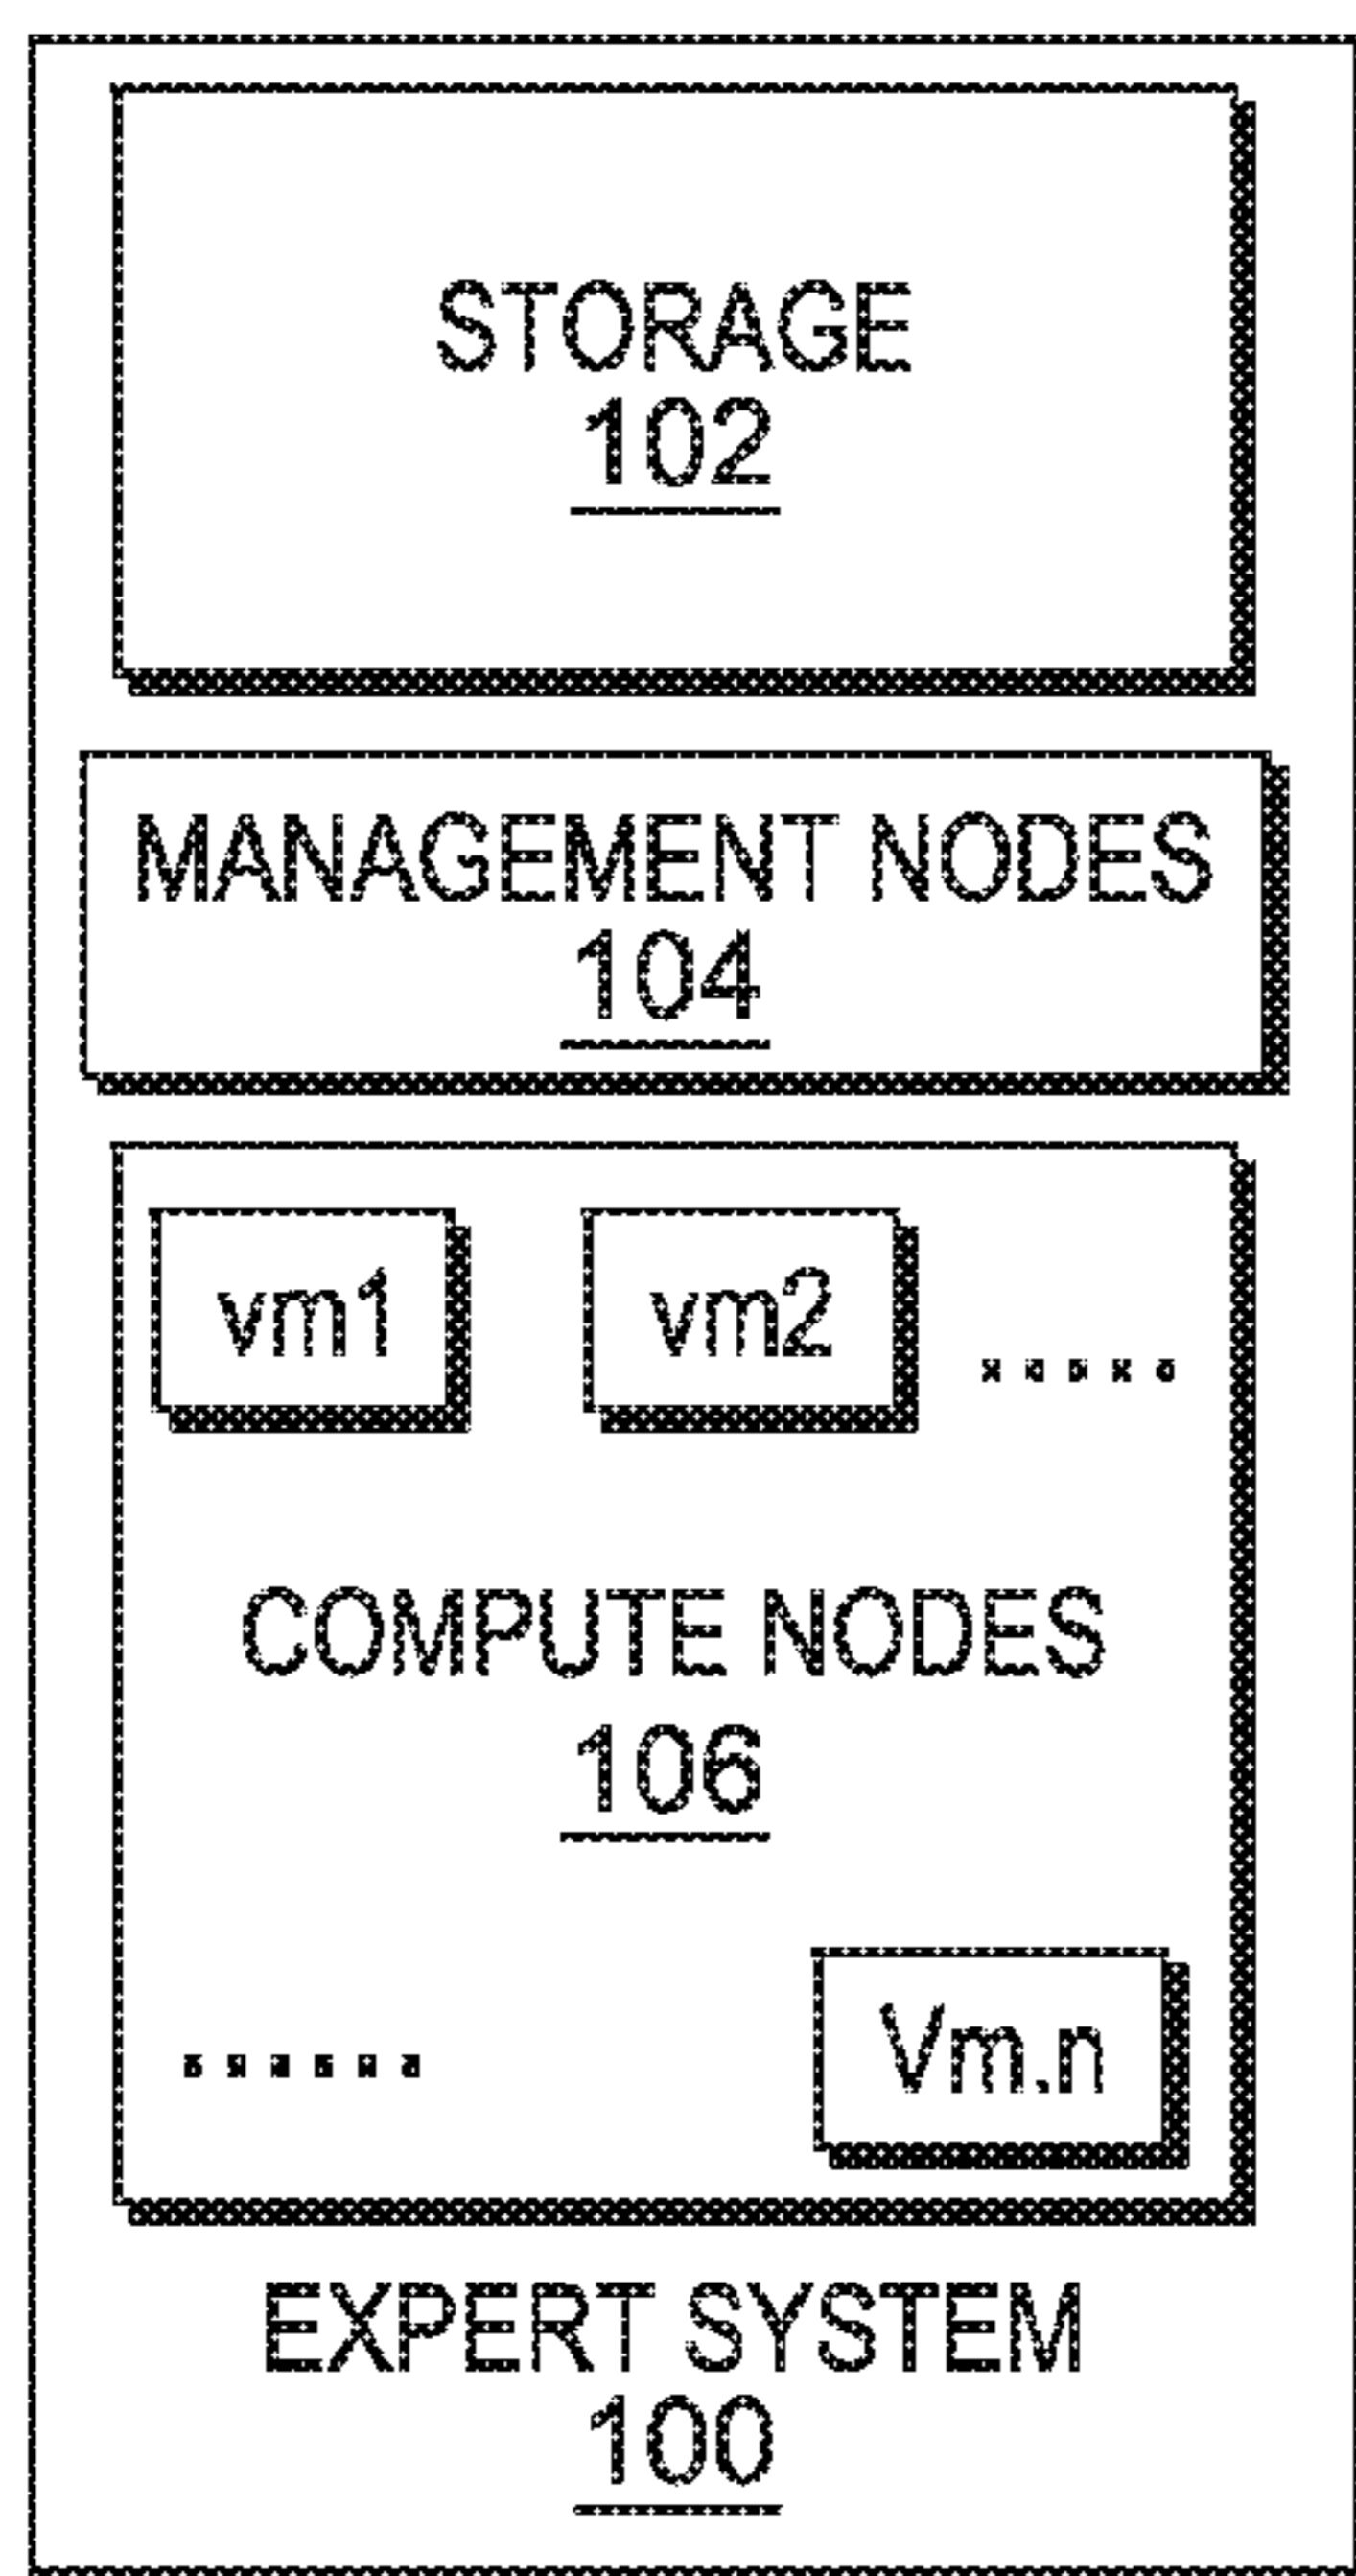 STORAGE
102
MANAGEMENT NODES
104
vm1 vm2 .....
COMPUTE NODES
106
...... Vm.n
EXPERT SYSTEM
100